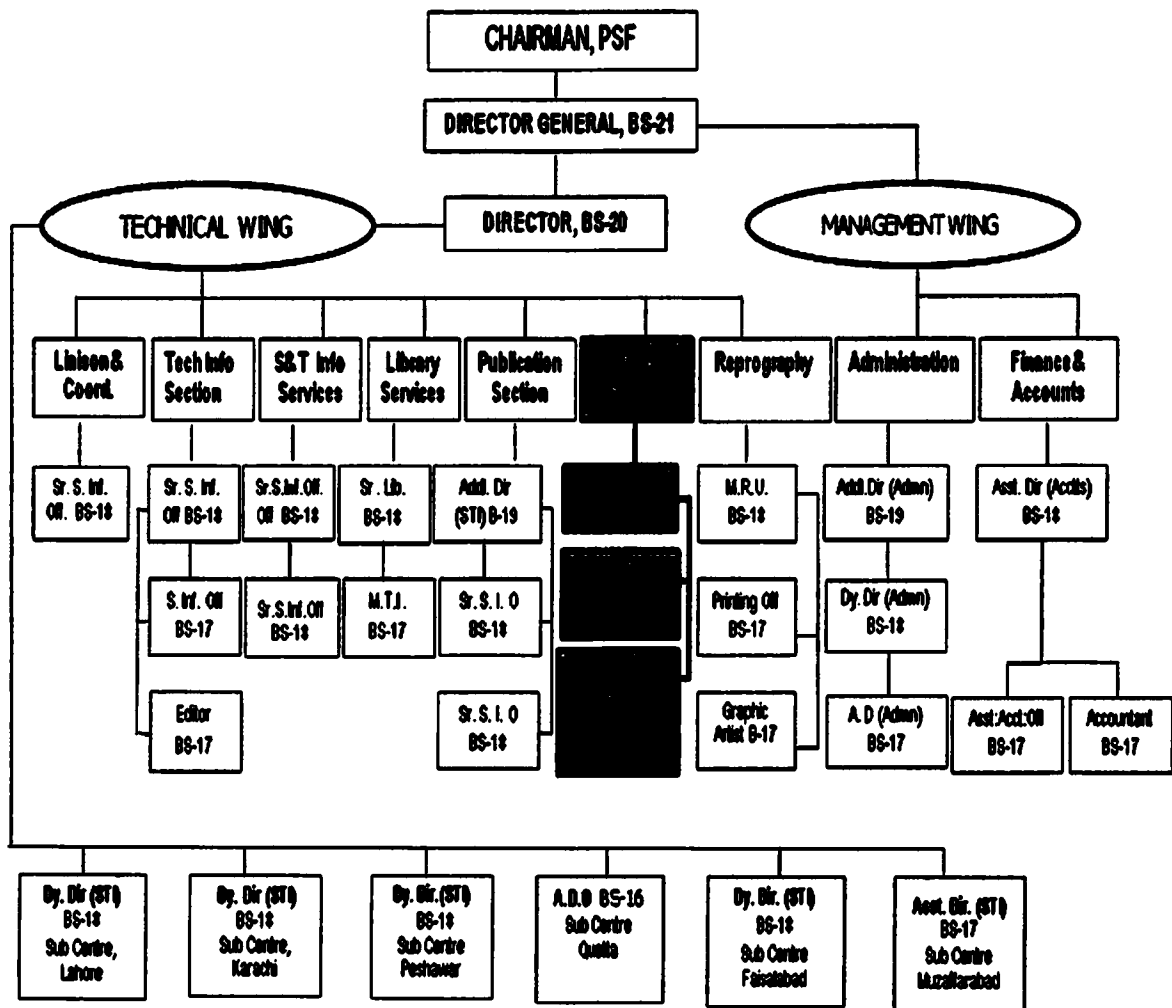 CHAIRMAN, PSF
DIRECTOR GENERAL, BS-21
TECHNICAL WING
DIRECTOR, BS-20
MANAGEMENT WING
Liaison &
Coord.
Tech Info
Section
S&T Info
Services
Library
Services
Publication
Section
Reprography
Administration
Finance &
Accounts
Sr. S. Inf.
Off. BS-18
Sr. S. Inf.
Off BS-18
Sr.S.Inf.Off.
Off BS-18
Sr. Lib.
BS-18
Addl. Dir
(STI) B-19
M.R.U.
BS-18
Addl.Dir (Admn)
BS-19
Asst. Dir (Acctts)
BS-18
S. Inf. Off
BS-17
Sr.S.Inf.Off
BS-18
M.T.I.
BS-17
Sr. S. I. O
BS-18
Printing Off
BS-17
Dy. Dir (Admn)
BS-18
Editor
BS-17
Sr. S. I. O
BS-18
Graphic
Artist B-17
A. D (Admn)
BS-17
Asst:Acct:Off
BS-17
Accountant
BS-17
Dy. Dir (STI)
BS-18
Sub Centre,
Lahore
Dy. Dir (STI)
BS-18
Sub Centre,
Karachi
Dy. Dir.(STI)
BS-18
Sub Centre
Peshawar
A.D.O BS-16
Sub Centre
Quetta
Dy. Dir. (STI)
BS-18
Sub Centre
Faisalabad
Asst. Dir. (STI)
BS-17
Sub Centre
Muzaffarabad